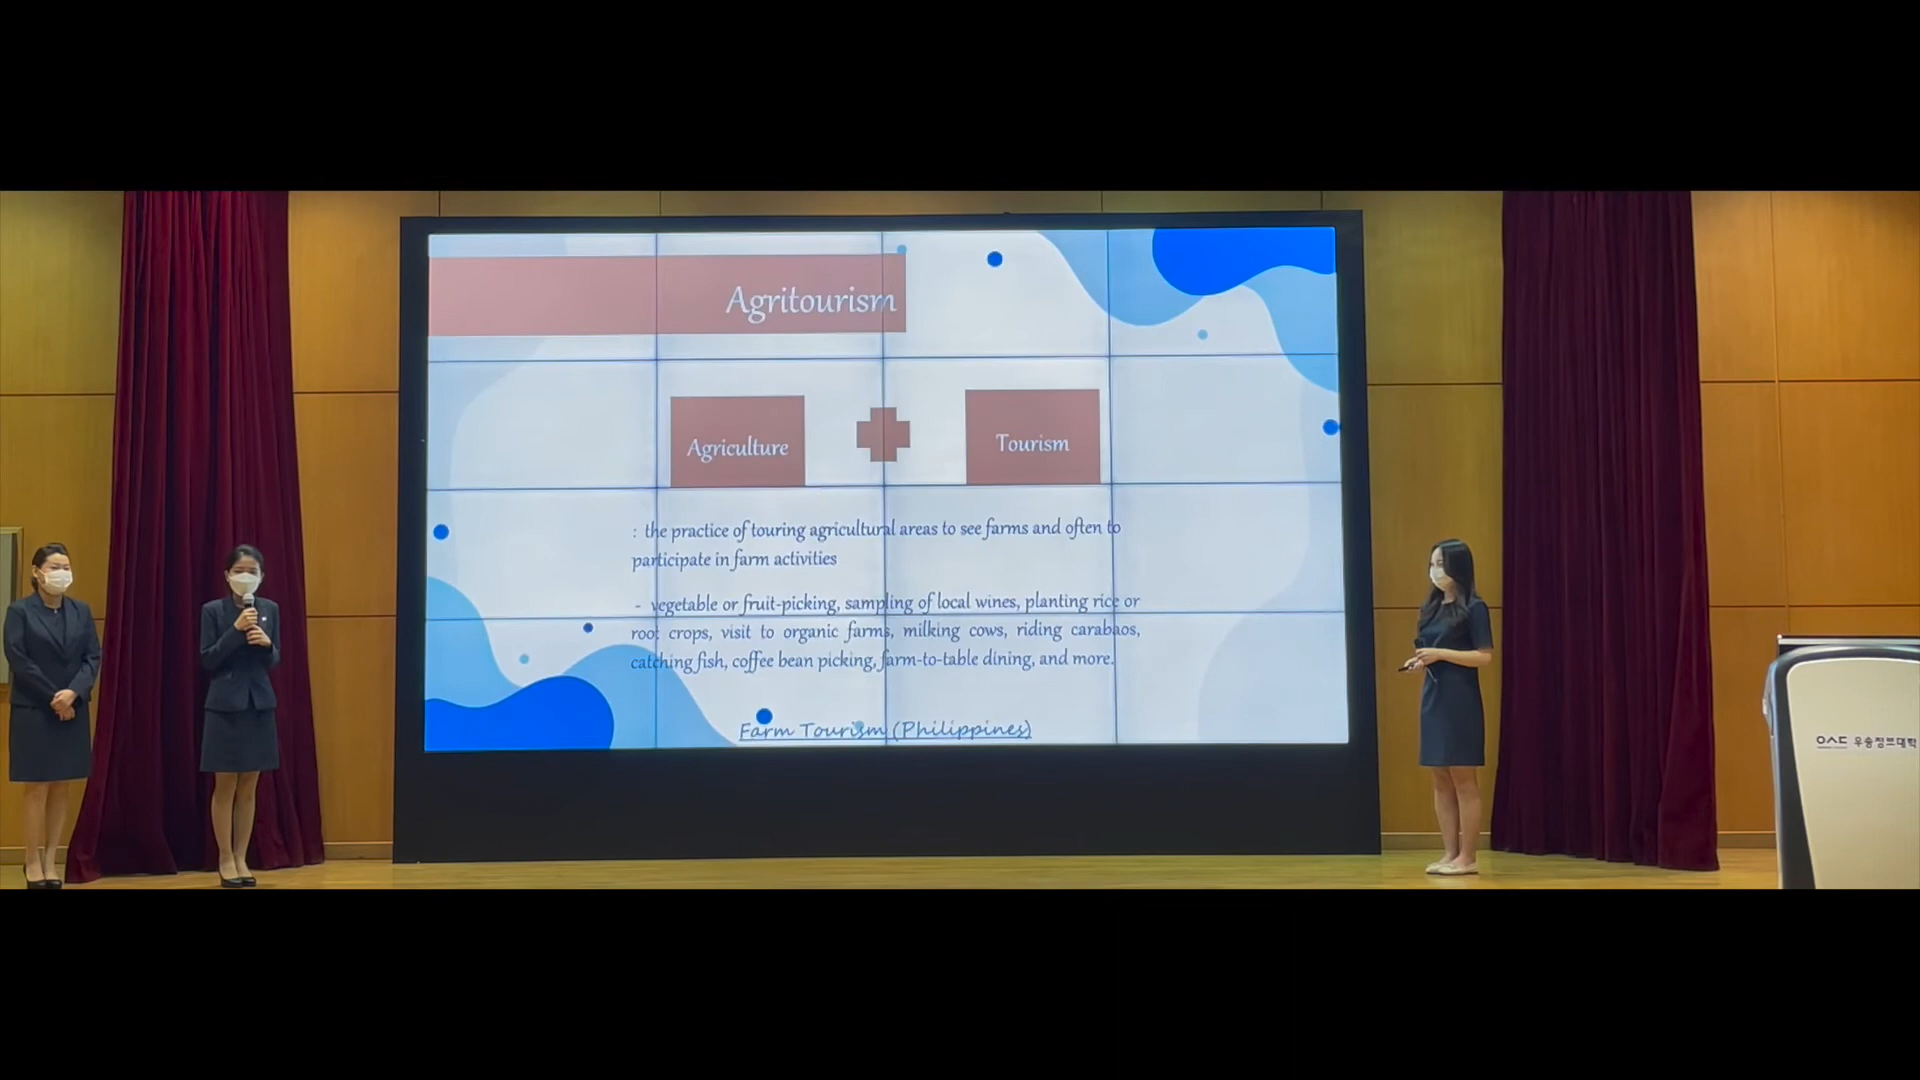 Agritourism
Agriculture
Tourism
: the practice of touring agricultural areas to see farms and often to
participate in farm activities
- vegetable or fruit-picking, sampling of local wines, planting rice or
root crops, visit to organic farms, milking cows, riding carabaos,
catching fish, coffee bean picking, farm-to-table dining, and more.
Farm Tourism (Philippines)
우송정보대학